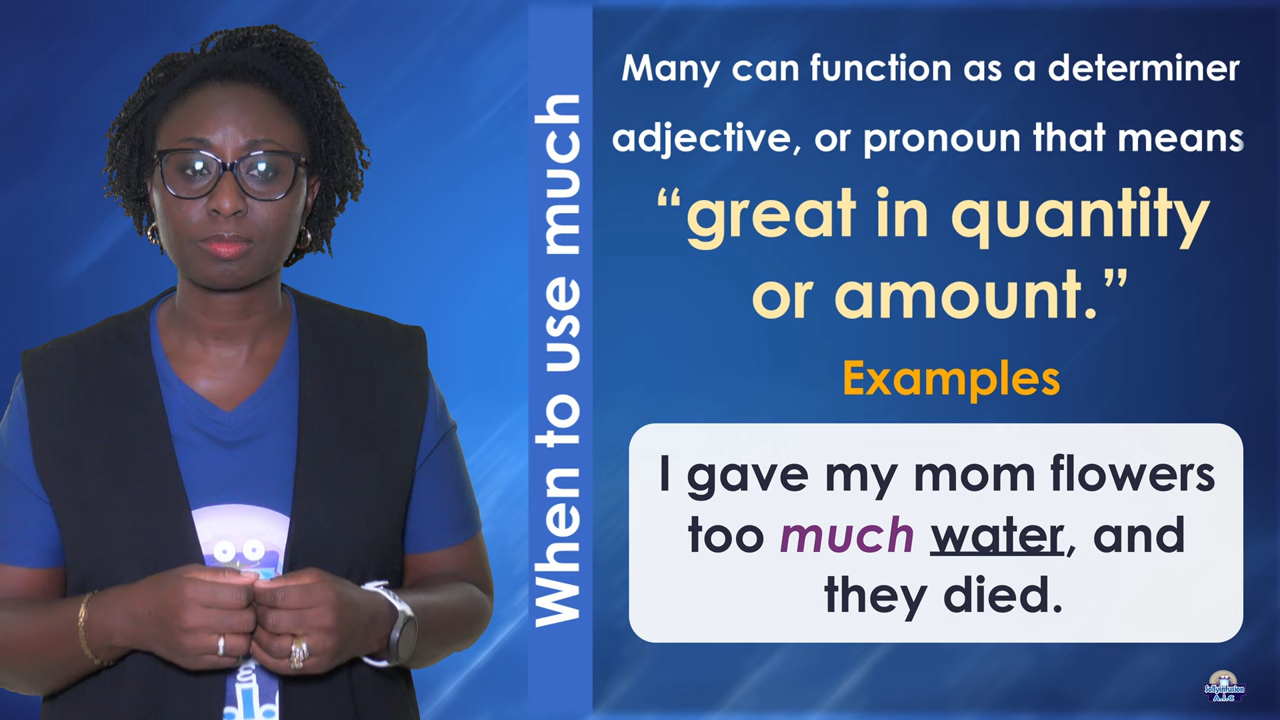 When to use much
Many can function as a determiner
adjective, or pronoun that means
“great in quantity
or amount.”
Examples
I gave my mom flowers
too much water, and
they died.